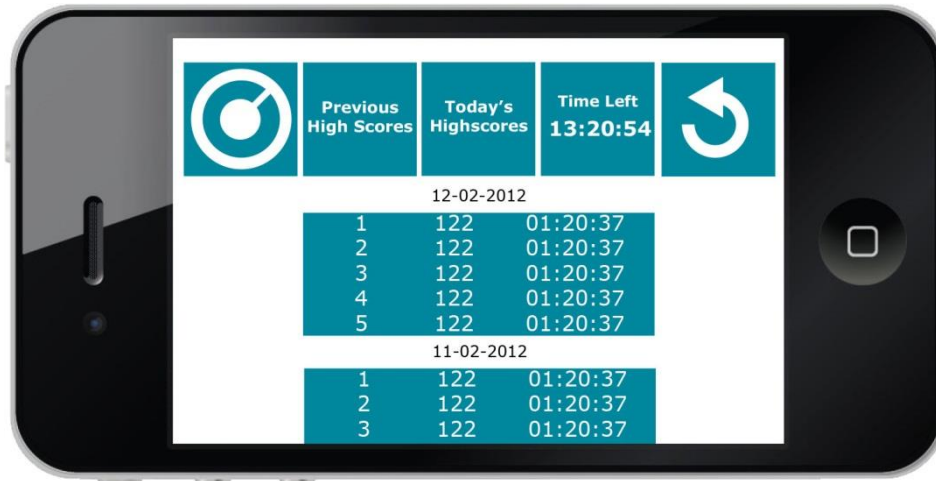 Previous
High Scores
Today's
Highscores
Time Left
13:20:54
12-02-2012
1 122 01:20:37
2 122 01:20:37
3 122 01:20:37
4 122 01:20:37
5 122 01:20:37
11-02-2012
1 122 01:20:37
2 122 01:20:37
3 122 01:20:37